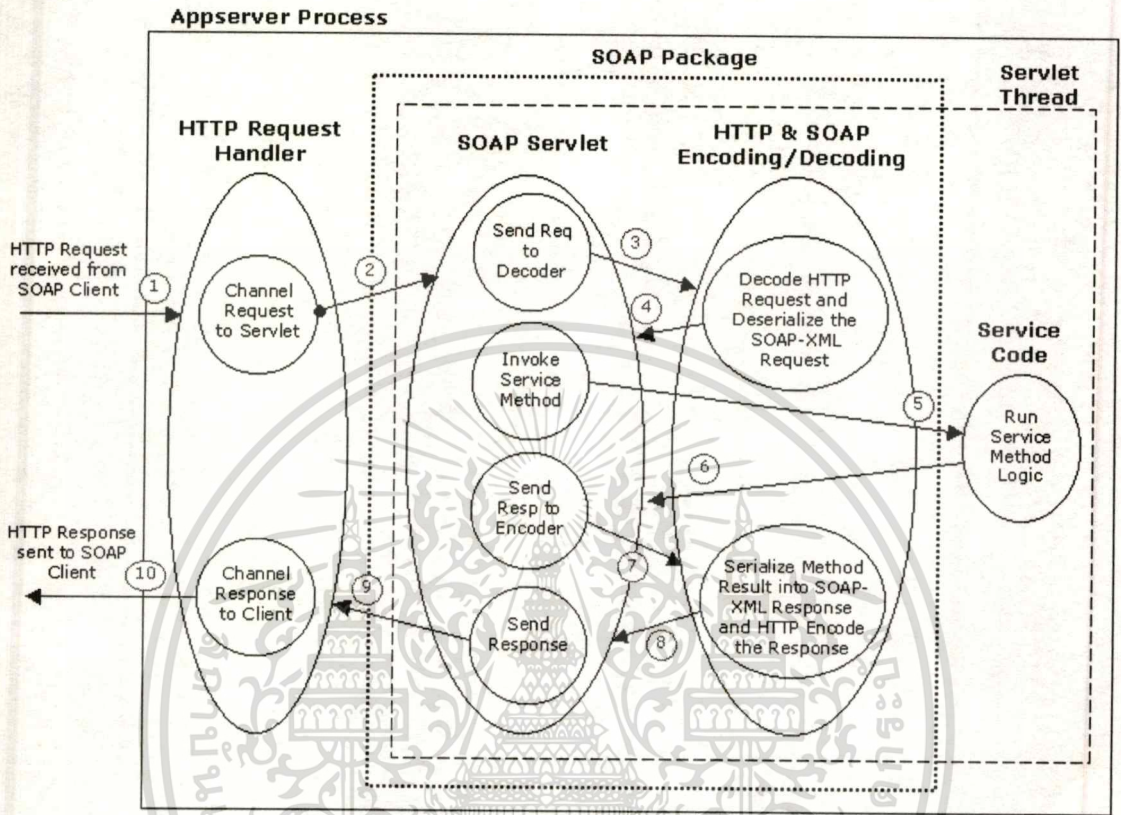 Appserver Process
SOAP Package
Servlet
Thread
HTTP Request
Handler
SOAP Servlet
HTTP & SOAP
Encoding/Decoding
HTTP Request
received from
SOAP Client
1
Channel
Request
to Servlet
2
Send Req
to
Decoder
3
Decode HTTP
Request and
Deserialize the
SOAP-XML
Request
4
Invoke
Service
Method
5
Service
Code
Run
Service
Method
Logic
6
Send
Resp to
Encoder
7
Serialize Method
Result into SOAP-
XML Response
and HTTP Encode
the Response
8
Send
Response
9
Channel
Response
to Client
10
HTTP Response
sent to SOAP
Client